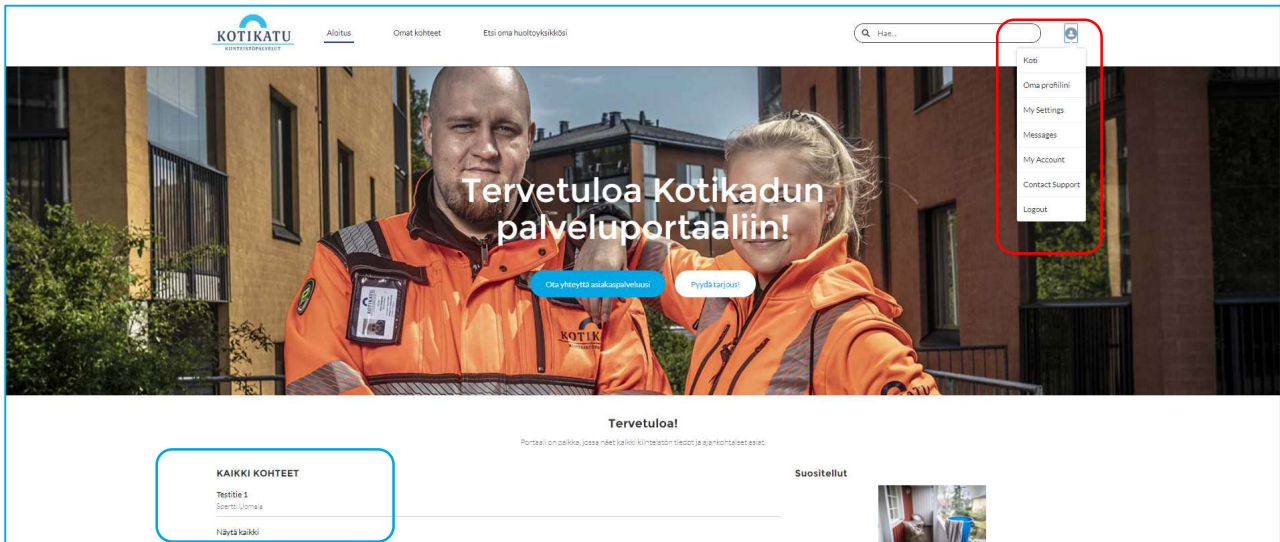 KOTIKATU
KIINTEISTÖPALVELUT
Aloitus
Omat kohteet
Etsi oma huoltoyksikkösi
Hae...
Koti
Oma profiilini
My Settings
Messages
My Account
Contact Support
Logout
Tervetuloa Kotikadun
palveluportaaliin!
Ota yhteyttä asiakaspalveluusi
Pyydä tarjous!
KOTIK
Tervetuloa!
Portaali on paikka, jossa näet kaikki kiinteistön tiedot ja ajankohtaiset asiat.
KAIKKI KOHTEET
Suositellut
Testitie 1
Spertti Uomala
Näytä kaikki